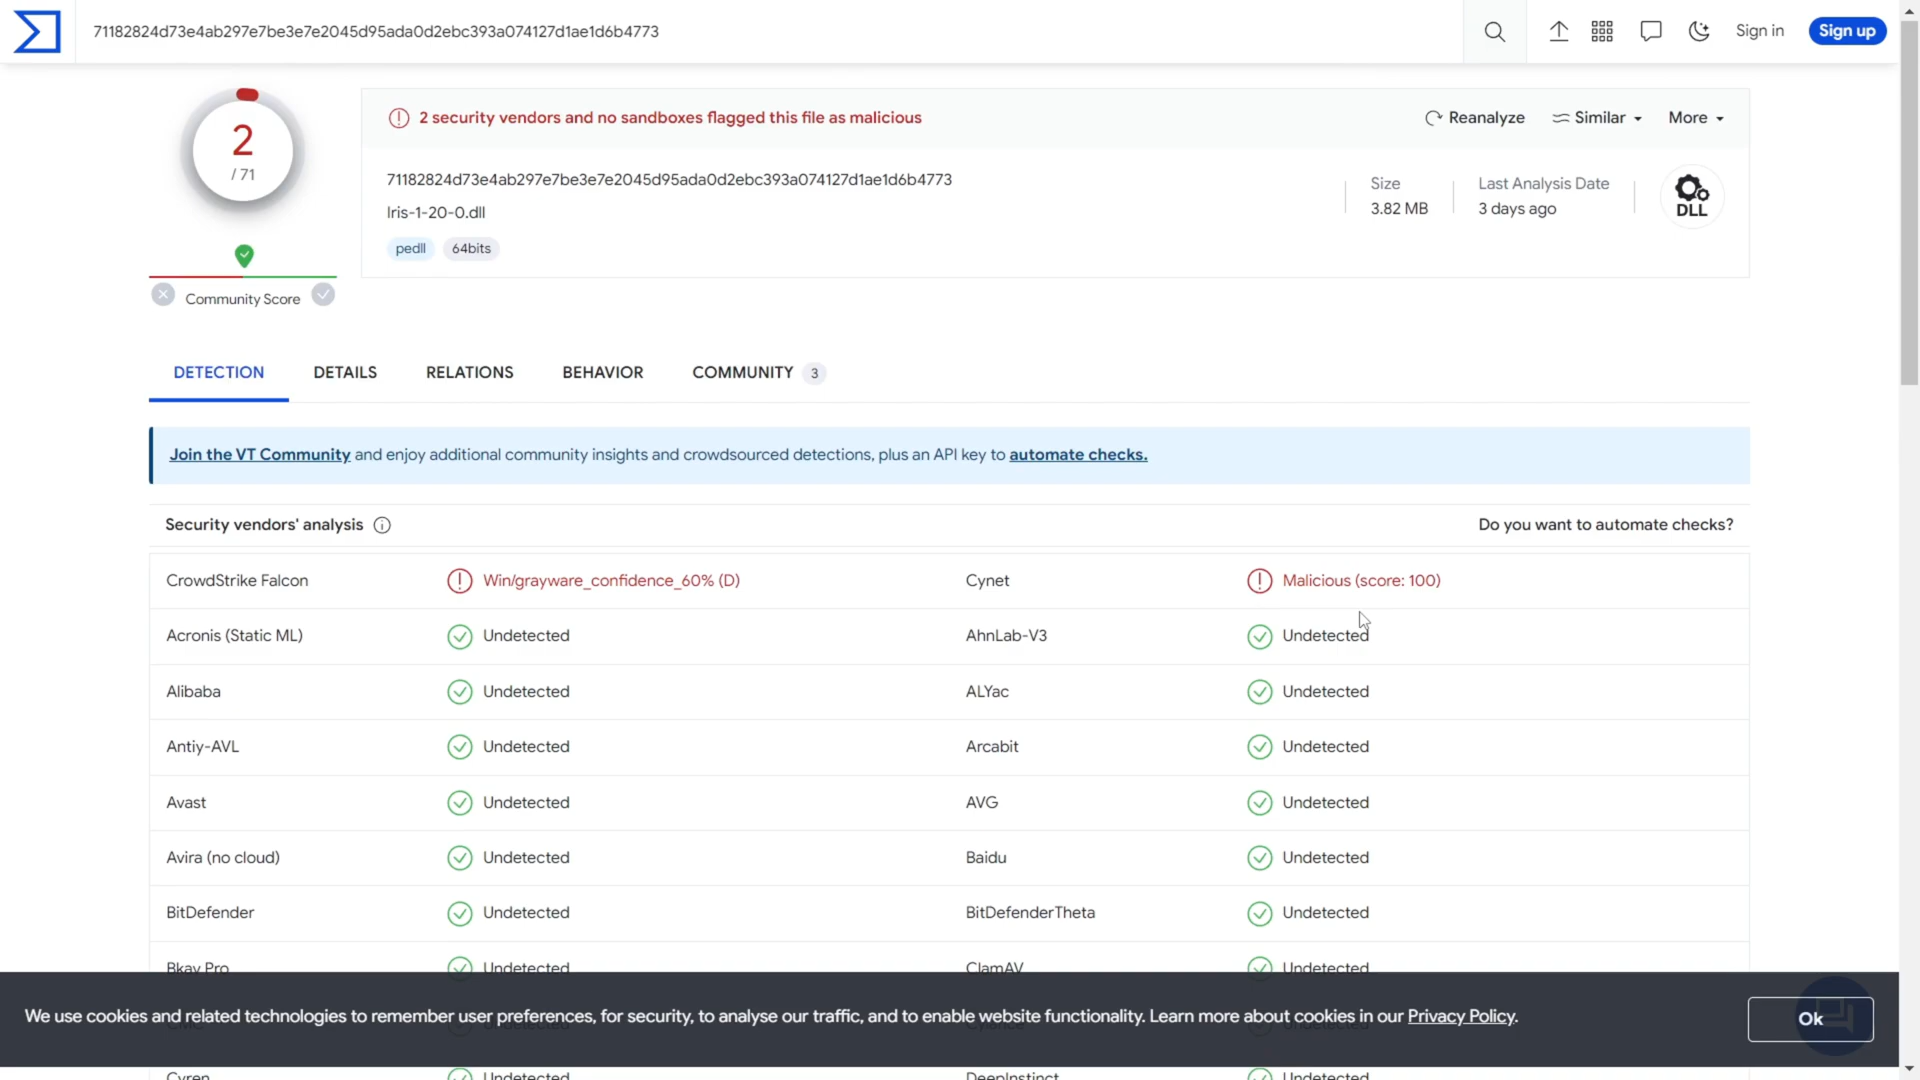 71182824d73e4ab297e7be3e7e2045d95ada0d2ebc393a074127d1ae1d6b4773
Sign in
Sign up
2
/ 71
2 security vendors and no sandboxes flagged this file as malicious
Reanalyze
Similar
More
71182824d73e4ab297e7be3e7e2045d95ada0d2ebc393a074127d1ae1d6b4773
Iris-1-20-0.dll
pedll
64bits
Size
3.82 MB
Last Analysis Date
3 days ago
DLL
Community Score
DETECTION
DETAILS
RELATIONS
BEHAVIOR
COMMUNITY 3
Join the VT Community and enjoy additional community insights and crowdsourced detections, plus an API key to automate checks.
Security vendors' analysis
Do you want to automate checks?
CrowdStrike Falcon Win/grayware_confidence_60% (D) Cynet Malicious (score: 100)
Acronis (Static ML) Undetected AhnLab-V3 Undetected
Alibaba Undetected ALYac Undetected
Antiy-AVL Undetected Arcabit Undetected
Avast Undetected AVG Undetected
Avira (no cloud) Undetected Baidu Undetected
BitDefender Undetected BitDefenderTheta Undetected
Bkav Pro Undetected ClamAV Undetected
We use cookies and related technologies to remember user preferences, for security, to analyse our traffic, and to enable website functionality. Learn more about cookies in our Privacy Policy.
Ok
Cyren Undetected DeepInstinct Undetected